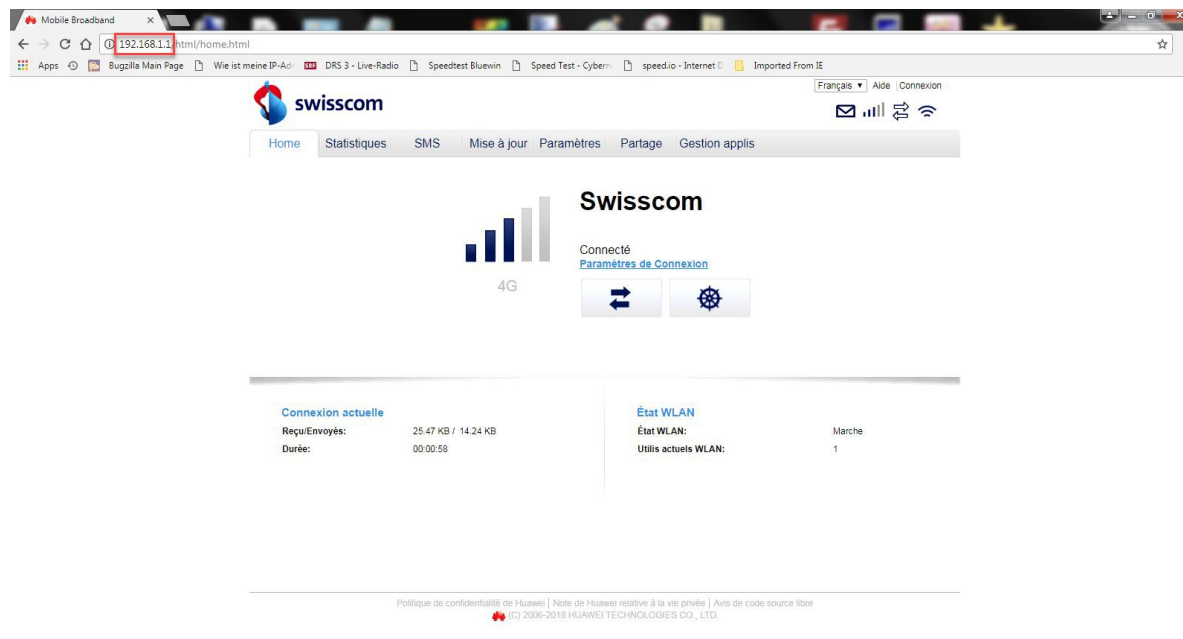 Mobile Broadband
192.168.1.1/html/home.html
Apps Bugzilla Main Page Wie ist meine IP-Ad DRS 3 - Live-Radio Speedtest Bluewin Speed Test - Cybern speed.io - Internet Imported From IE
Français Aide Connexion
swisscom
Home Statistiques SMS Mise à jour Paramètres Partage Gestion applis
Swisscom
Connecté
Paramètres de Connexion
4G
Connexion actuelle
Reçu/Envoyés: 25.47 KB / 14.24 KB
Durée: 00:00:58
État WLAN
État WLAN: Marche
Utilis actuels WLAN: 1
Politique de confidentialité de Huawei | Note de Huawei relative à la vie privée | Avis de code source libre
(C) 2006-2018 HUAWEI TECHNOLOGIES CO., LTD.